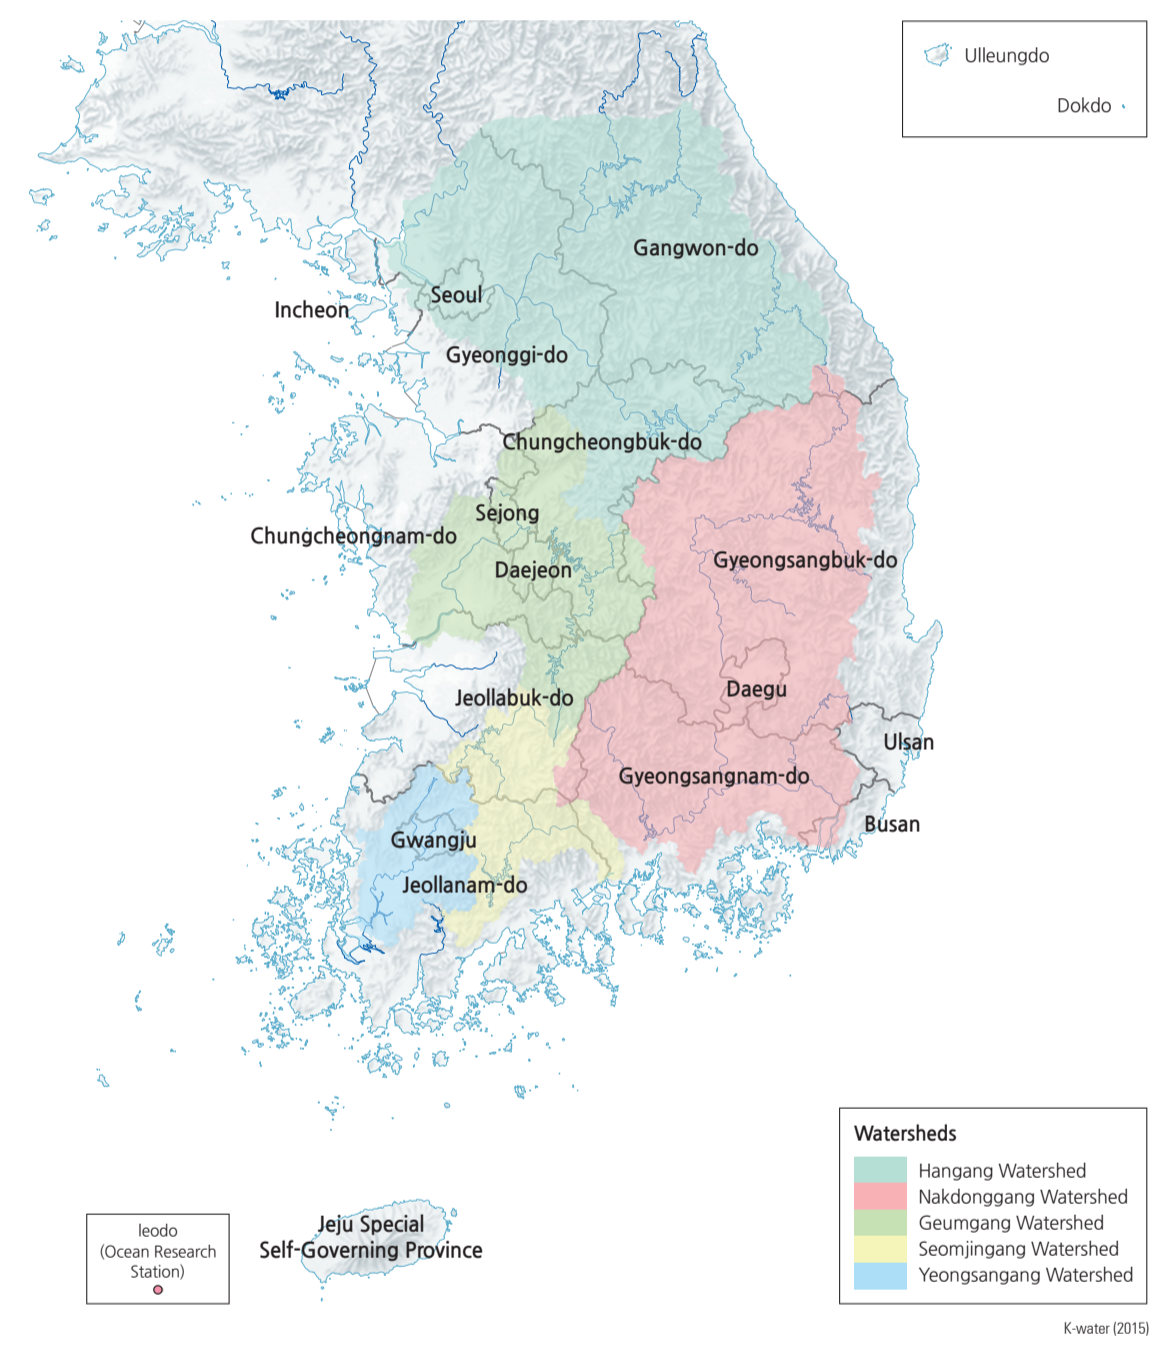 Ulleungdo
Dokdo
Gangwon-do
Seoul
Incheon
Gyeonggi-do
Chungcheongbuk-do
Sejong
Chungcheongnam-do
Gyeongsangbuk-do
Daejeon
Daegu
Jeollabuk-do
Ulsan
Gyeongsangnam-do
Busan
Gwangju
Jeollanam-do
Watersheds
Hangang Watershed
Nakdonggang Watershed
Geumgang Watershed
Seomjingang Watershed
Yeongsangang Watershed
Ieodo
(Ocean Research
Station)
Jeju Special
Self-Governing Province
K-water (2015)